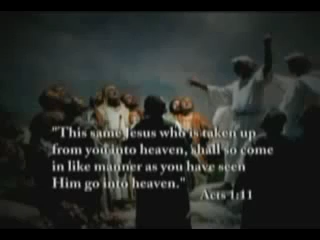 "This same Jesus who is taken up
from you into heaven, shall so come
in like manner as you have seen
Him go into heaven."
Acts 1:11